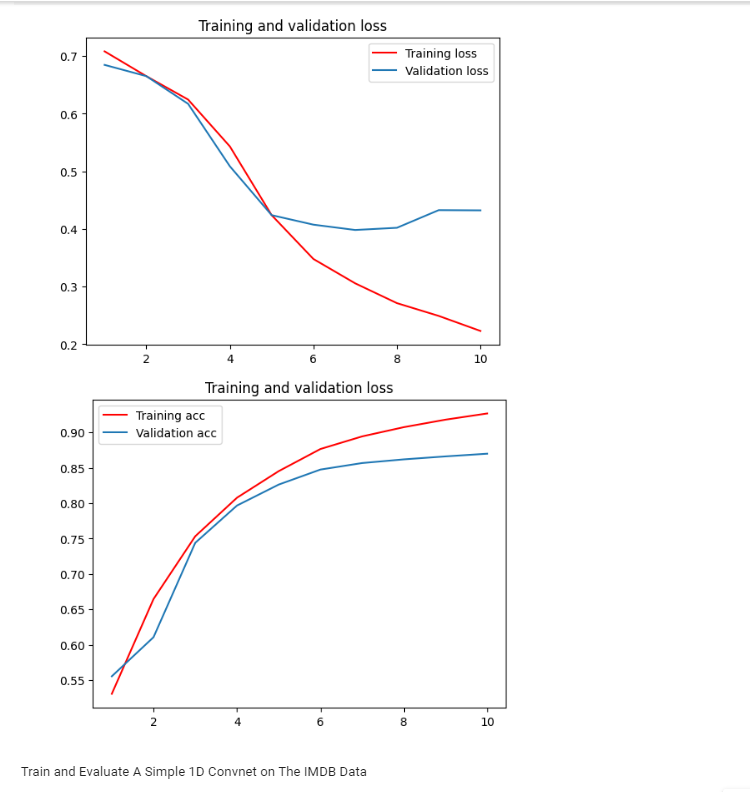 Training and validation loss
Training loss
Validation loss
0.7
0.6
0.5
0.4
0.3
0.2
2 4 6 8 10
Training and validation loss
Training acc
Validation acc
0.90
0.85
0.80
0.75
0.70
0.65
0.60
0.55
2 4 6 8 10
Train and Evaluate A Simple 1D Convnet on The IMDB Data